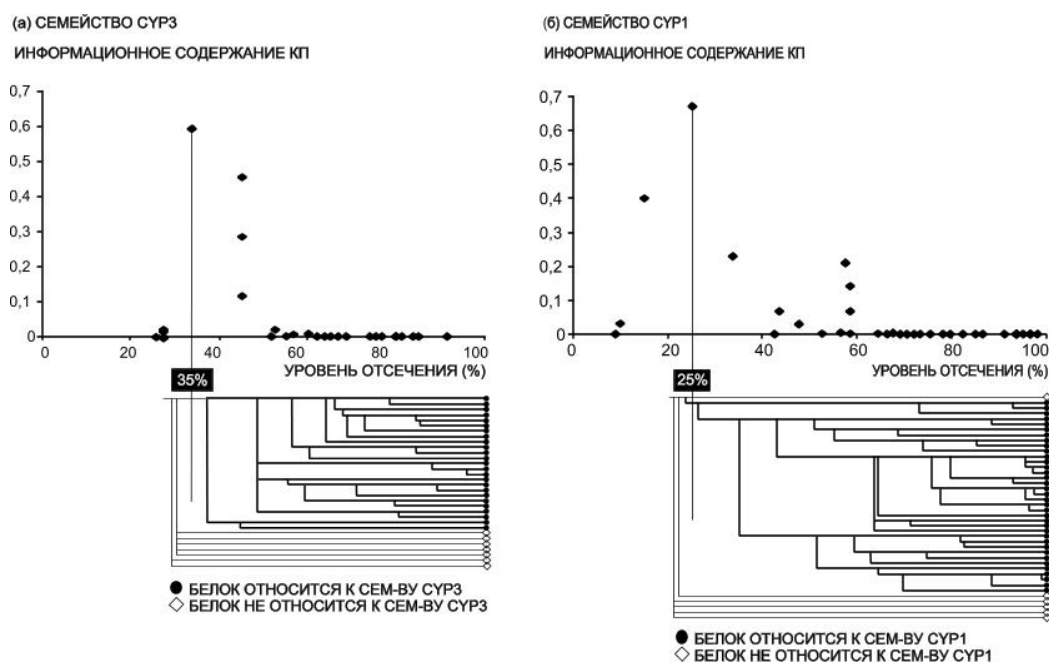 (а) СЕМЕЙСТВО CYP3
ИНФОРМАЦИОННОЕ СОДЕРЖАНИЕ КП
0,7
0,6
0,5
0,4
0,3
0,2
0,1
0
0 20 40 60 80 100
УРОВЕНЬ ОТСЕЧЕНИЯ (%)
35%
БЕЛОК ОТНОСИТСЯ К СЕМ-ВУ CYP3
БЕЛОК НЕ ОТНОСИТСЯ К СЕМ-ВУ CYP3
(б) СЕМЕЙСТВО CYP1
ИНФОРМАЦИОННОЕ СОДЕРЖАНИЕ КП
0,7
0,6
0,5
0,4
0,3
0,2
0,1
0
0 20 40 60 80 100
УРОВЕНЬ ОТСЕЧЕНИЯ (%)
25%
БЕЛОК ОТНОСИТСЯ К СЕМ-ВУ CYP1
БЕЛОК НЕ ОТНОСИТСЯ К СЕМ-ВУ CYP1